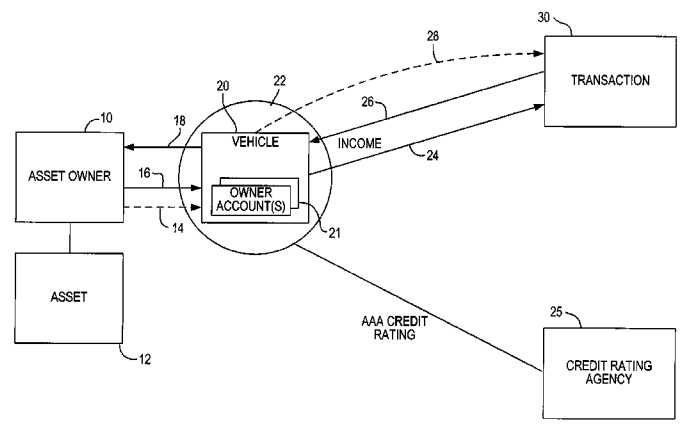 30
28
TRANSACTION
22
20
26
10
18
VEHICLE
INCOME
24
ASSET OWNER
16
OWNER
ACCOUNT(S)
14
21
ASSET
12
AAA CREDIT
RATING
25
CREDIT RATING
AGENCY